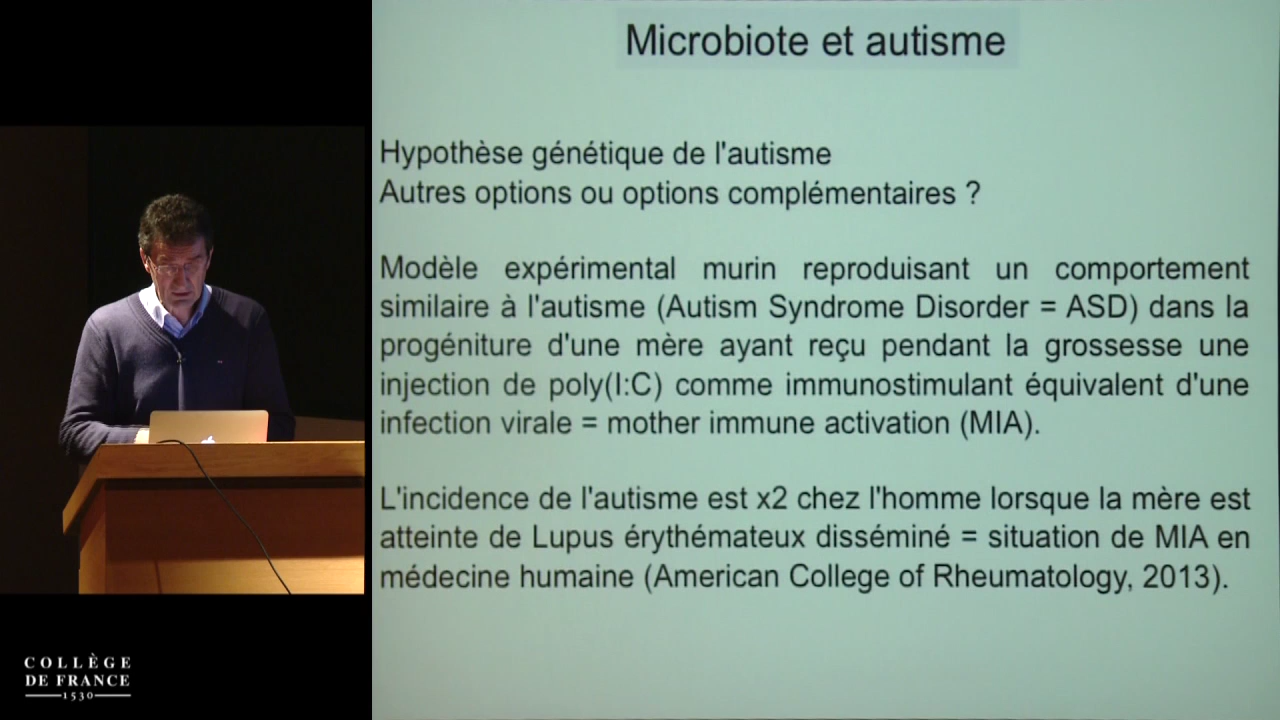 Microbiote et autisme
Hypothèse génétique de l'autisme
Autres options ou options complémentaires ?
Modèle expérimental murin reproduisant un comportement
similaire à l'autisme (Autism Syndrome Disorder = ASD) dans la
progéniture d'une mère ayant reçu pendant la grossesse une
injection de poly(I:C) comme immunostimulant équivalent d'une
infection virale = mother immune activation (MIA).
L'incidence de l'autisme est x2 chez l'homme lorsque la mère est
atteinte de Lupus érythémateux disséminé = situation de MIA en
médecine humaine (American College of Rheumatology, 2013).
COLLÈGE
DE FRANCE
1530